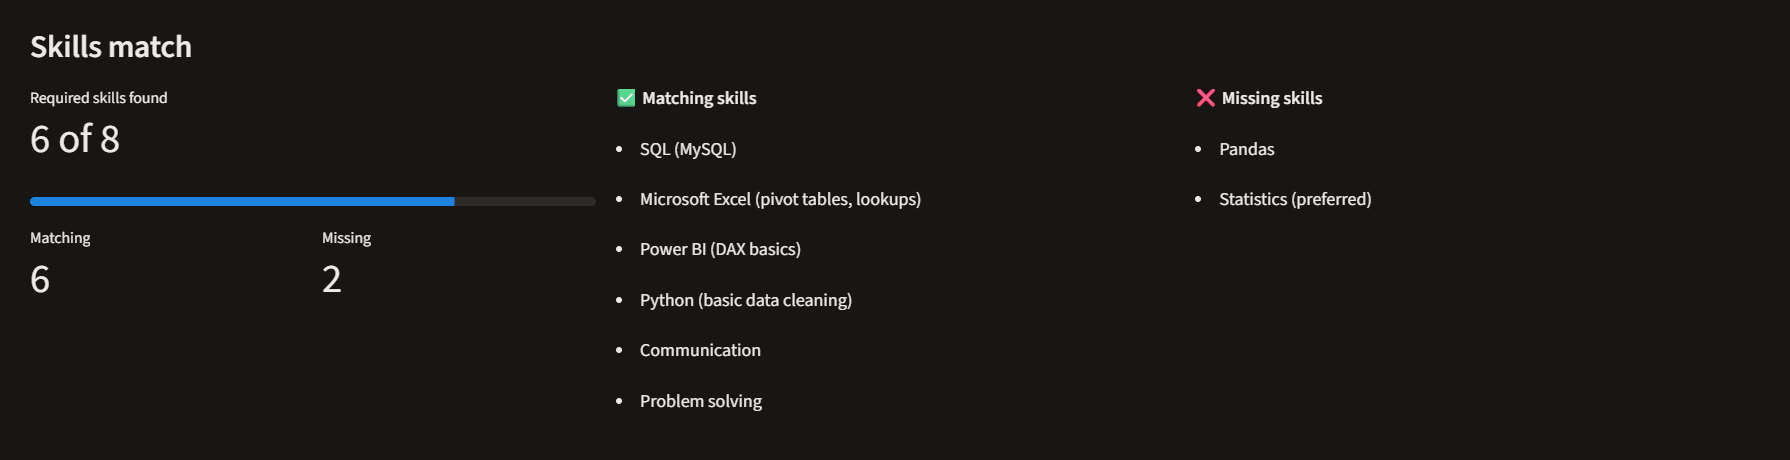 Skills match
Required skills found
6 of 8
Matching
6
Missing
2
✅ Matching skills
• SQL (MySQL)
• Microsoft Excel (pivot tables, lookups)
• Power BI (DAX basics)
• Python (basic data cleaning)
• Communication
• Problem solving
❌ Missing skills
• Pandas
• Statistics (preferred)